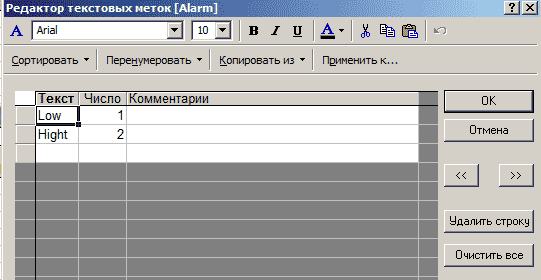 Редактор текстовых меток [Alarm]
A Arial 10 B I U A
Сортировать Перенумеровать Копировать из Применить к...
Текст Число Комментарии
Low 1
Hight 2
OK
Отмена
<< >>
Удалить строку
Очистить все